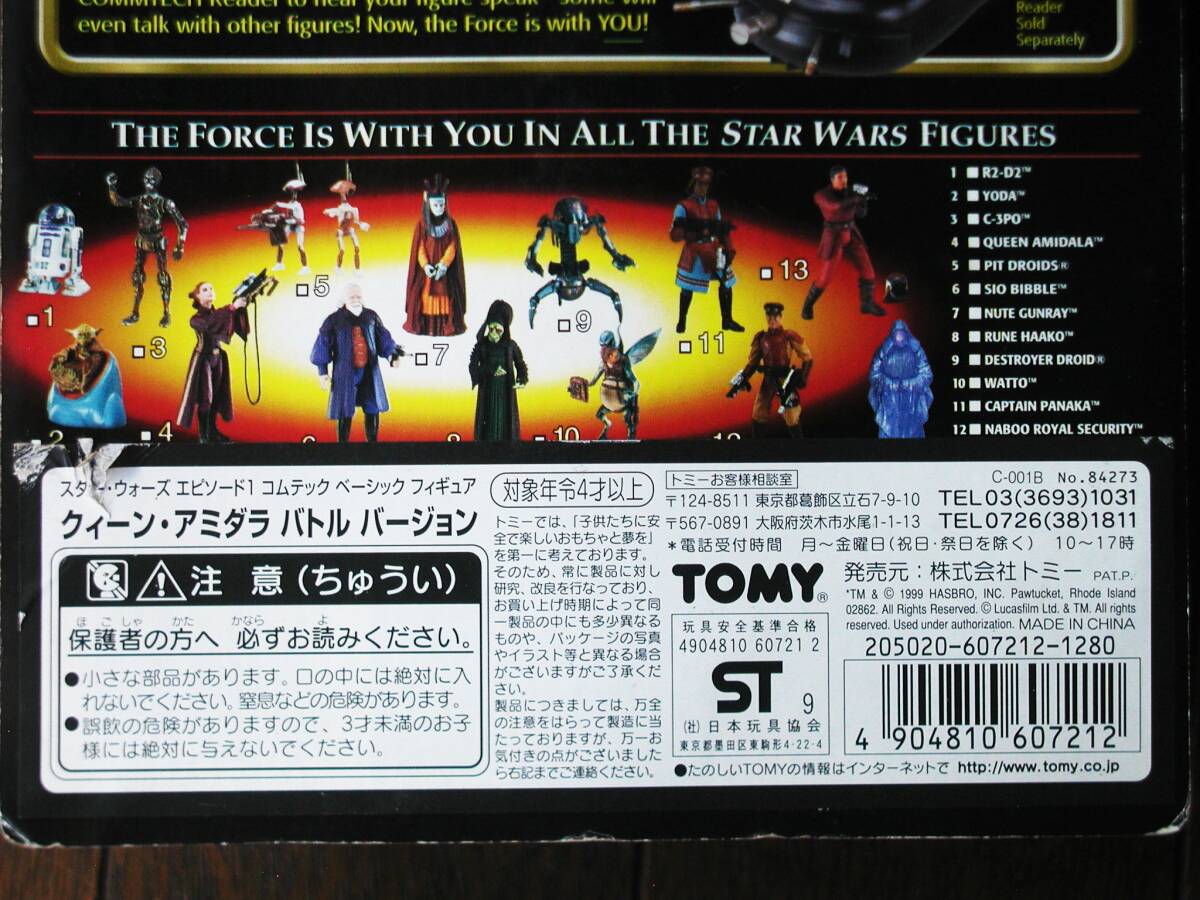 COMMTECH Reader to hear your figure speak - some will
even talk with other figures! Now, the Force is with YOU!
Reader
Sold
Separately
THE FORCE IS WITH YOU IN ALL THE STAR WARS FIGURES
1 R2-D2™
2 YODA™
3 C-3PO™
4 QUEEN AMIDALA™
5 PIT DROIDS®
6 SIO BIBBLE™
7 NUTE GUNRAY™
8 RUNE HAAKO™
9 DESTROYER DROID®
10 WATTO™
11 CAPTAIN PANAKA™
12 NABOO ROYAL SECURITY™
1
3
5
7
9
11
13
2
4
10
スター・ウォーズ エピソード1 コムテック ベーシック フィギュア
クィーン・アミダラ バトル バージョン
注 意(ちゅうい)
保護者の方へ 必ずお読みください。
ほごしゃ かた かなら よ
●小さな部品があります。口の中には絶対に入
れないでください。窒息などの危険があります。
●誤飲の危険がありますので、3才未満のお子
様には絶対に与えないでください。
対象年令4才以上
トミーでは、「子供たちに安
全で楽しいおもちゃと夢を」
を第一に考えております。
そのため、常に製品に対し
研究、改良を行なっており、
お買い上げ時期によって同
一製品の中にも多少異なる
ものや、パッケージの写真
やイラスト等と異なる場合
がございますがご了承くだ
さい。
製品につきましては、万全
の注意をはらって製造に当
たっておりますが、万一お
気付きの点がございました
ら右記までご連絡ください。
トミーお客様相談室
C-001B No.84273
〒124-8511 東京都葛飾区立石7-9-10 TEL03(3693)1031
〒567-0891 大阪府茨木市水尾1-1-13 TEL0726(38)1811
*電話受付時間 月~金曜日(祝日・祭日を除く) 10~17時
TOMY®
発売元:株式会社トミー PAT.P.
*TM & © 1999 HASBRO, INC. Pawtucket, Rhode Island
02862. All Rights Reserved. © Lucasfilm Ltd. & TM. All rights
reserved. Used under authorization. MADE IN CHINA
205020-607212-1280
玩具安全基準合格
4904810 60721 2
ST 9
(社)日本玩具協会
東京都墨田区東駒形4-22-4
4 904810 607212
●たのしいTOMYの情報はインターネットで http://www.tomy.co.jp